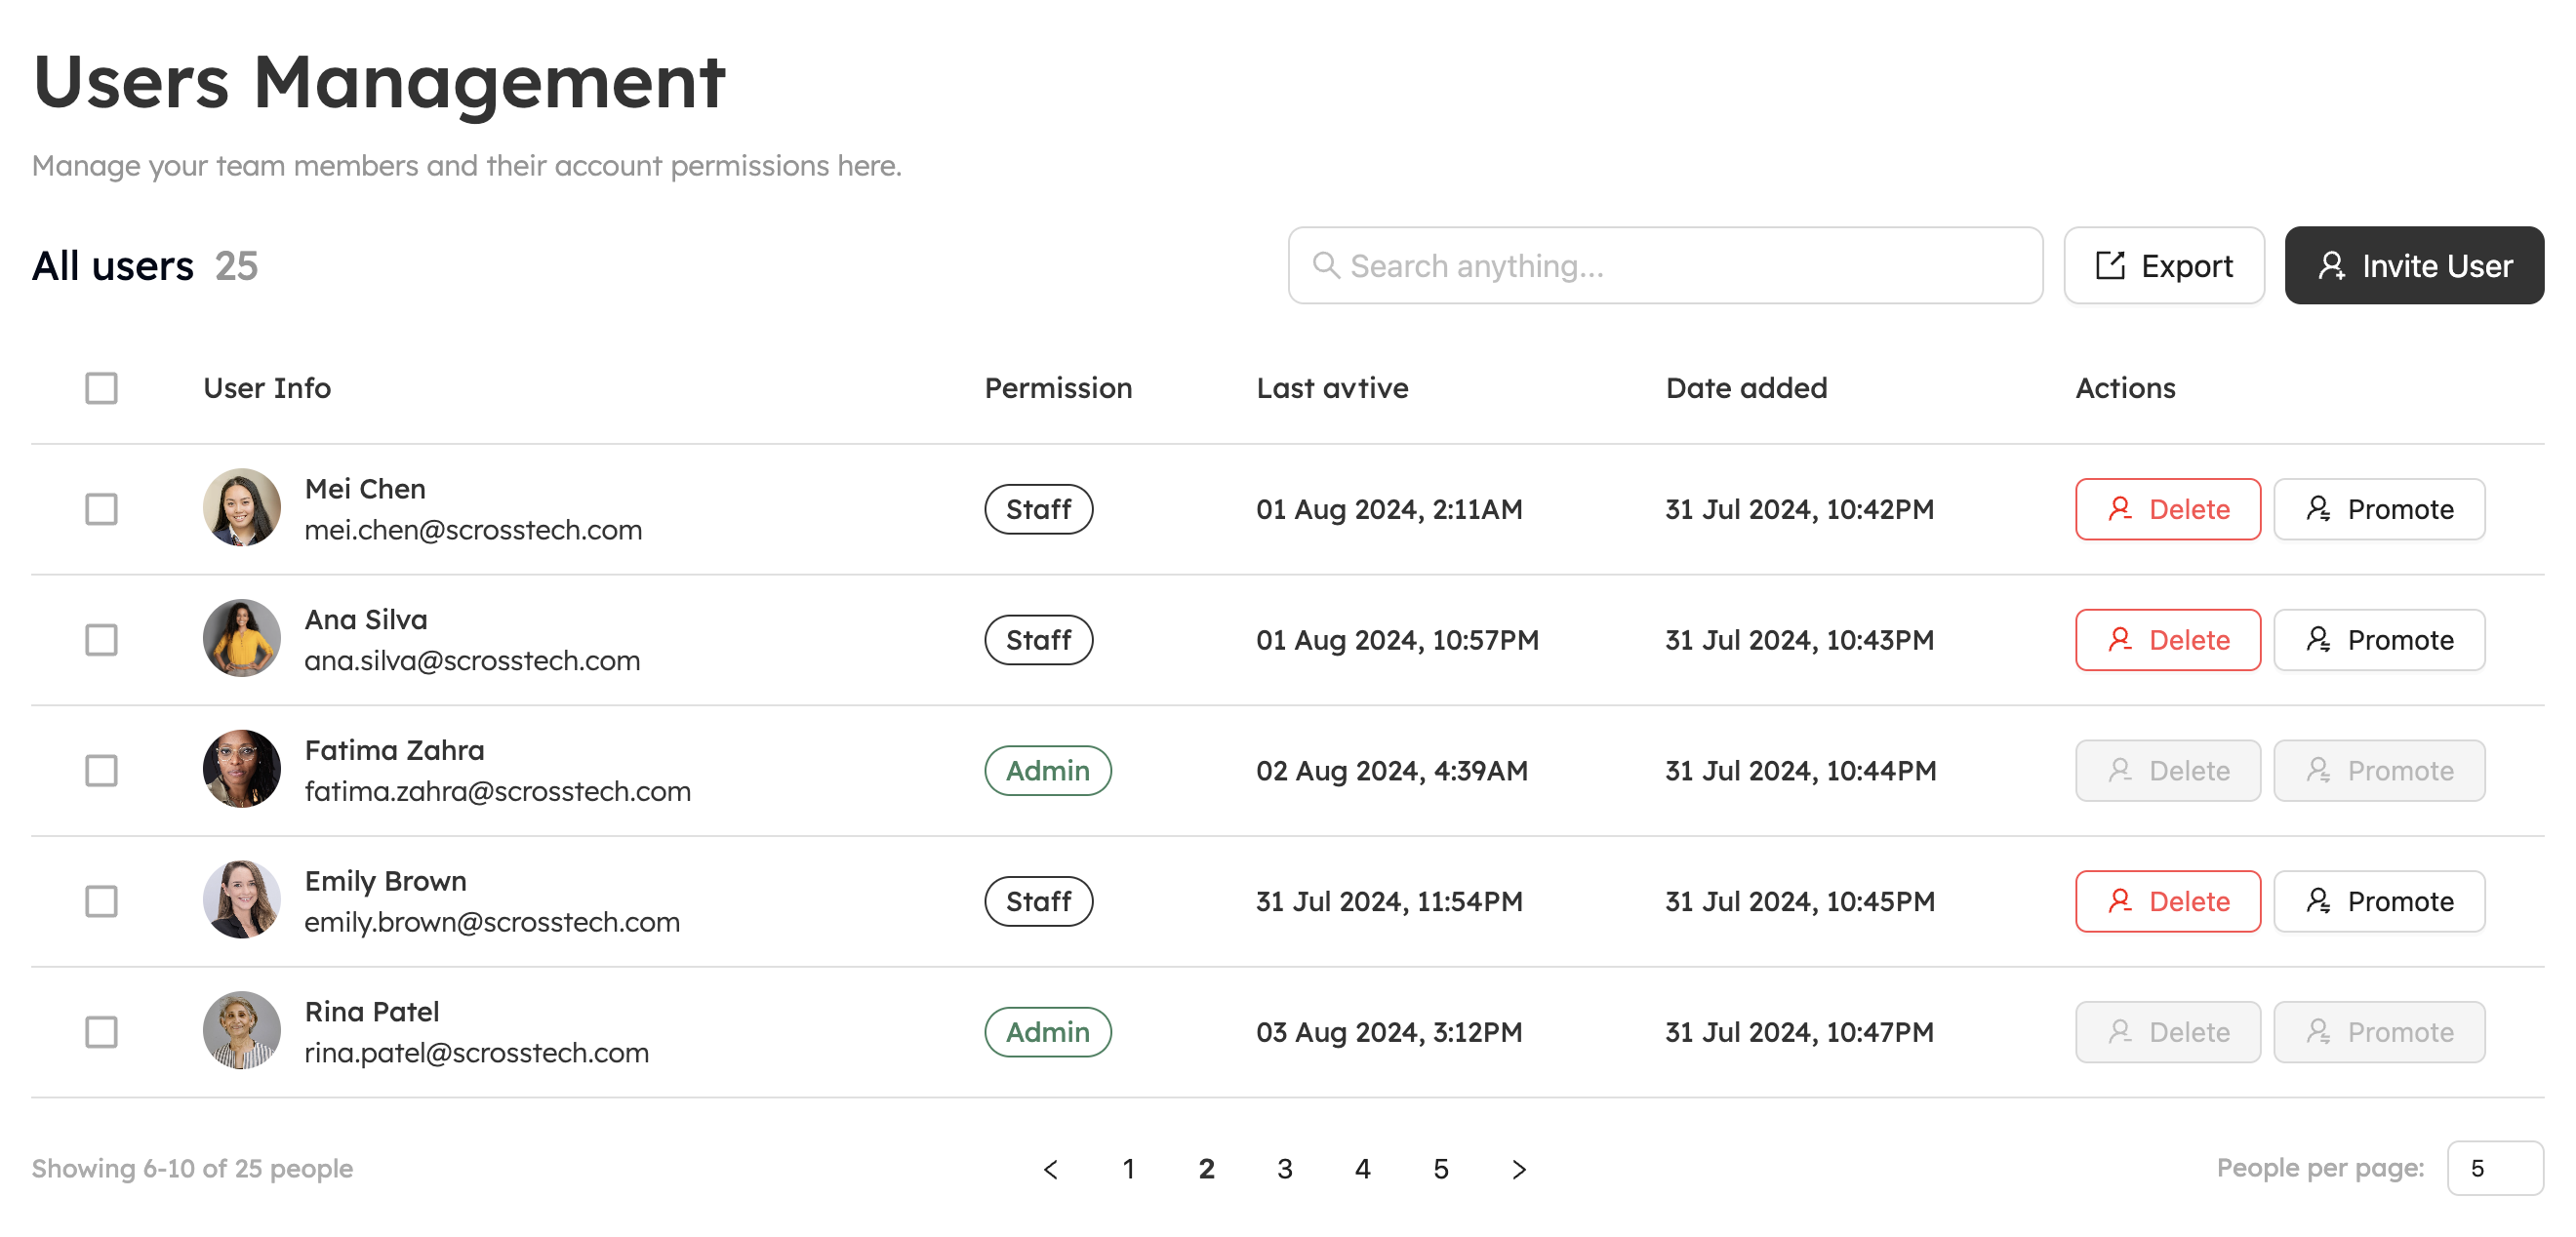 Users Management
Manage your team members and their account permissions here.
All users 25 Search anything... Export Invite User
User Info Permission Last avtive Date added Actions
Mei Chen
mei.chen@scrosstech.com Staff 01 Aug 2024, 2:11AM 31 Jul 2024, 10:42PM Delete Promote
Ana Silva
ana.silva@scrosstech.com Staff 01 Aug 2024, 10:57PM 31 Jul 2024, 10:43PM Delete Promote
Fatima Zahra
fatima.zahra@scrosstech.com Admin 02 Aug 2024, 4:39AM 31 Jul 2024, 10:44PM Delete Promote
Emily Brown
emily.brown@scrosstech.com Staff 31 Jul 2024, 11:54PM 31 Jul 2024, 10:45PM Delete Promote
Rina Patel
rina.patel@scrosstech.com Admin 03 Aug 2024, 3:12PM 31 Jul 2024, 10:47PM Delete Promote
Showing 6-10 of 25 people < 1 2 3 4 5 > People per page: 5